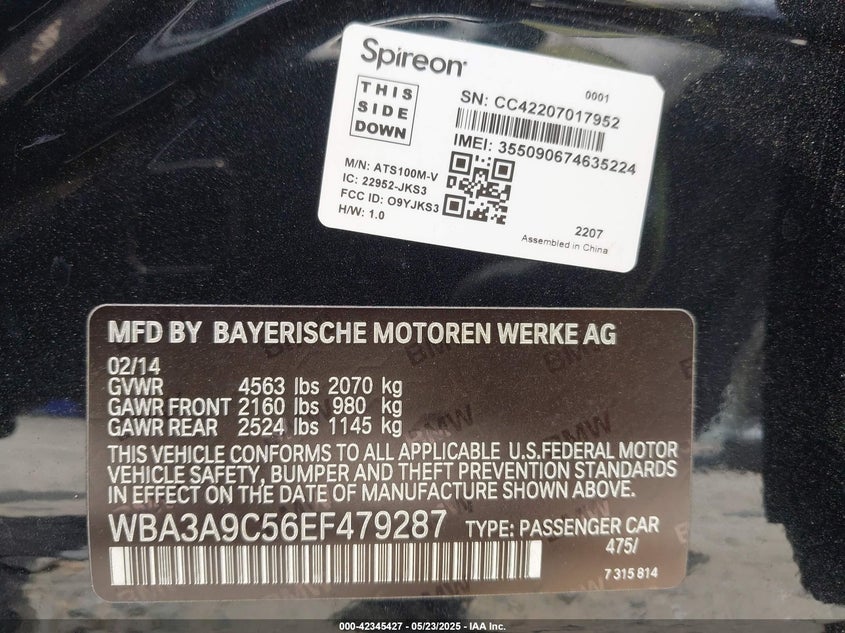 Spireon
THIS
SIDE
DOWN
0001
SN: CC42207017952
IMEI: 355090674635224
M/N: ATS100M-V
IC: 22952-JKS3
FCC ID: O9YJKS3
H/W: 1.0
2207
Assembled in China
MFD BY BAYERISCHE MOTOREN WERKE AG
02/14
GVWR 4563 lbs 2070 kg
GAWR FRONT 2160 lbs 980 kg
GAWR REAR 2524 lbs 1145 kg
THIS VEHICLE CONFORMS TO ALL APPLICABLE U.S.FEDERAL MOTOR
VEHICLE SAFETY, BUMPER AND THEFT PREVENTION STANDARDS
IN EFFECT ON THE DATE OF MANUFACTURE SHOWN ABOVE.
WBA3A9C56EF479287 TYPE: PASSENGER CAR
475/
7 315 814
000-42345427 - 05/23/2025 - IAA Inc.